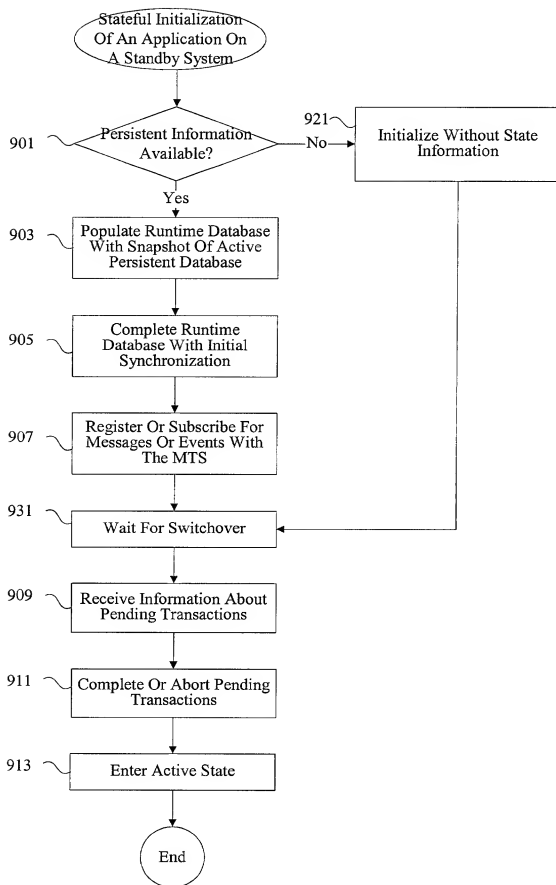 Stateful Initialization
Of An Application On
A Standby System
921
901
Persistent Information
Available?
No
Initialize Without State
Information
Yes
903
Populate Runtime Database
With Snapshot Of Active
Persistent Database
905
Complete Runtime
Database With Initial
Synchronization
907
Register Or Subscribe For
Messages Or Events With
The MTS
931
Wait For Switchover
909
Receive Information About
Pending Transactions
911
Complete Or Abort Pending
Transactions
913
Enter Active State
End